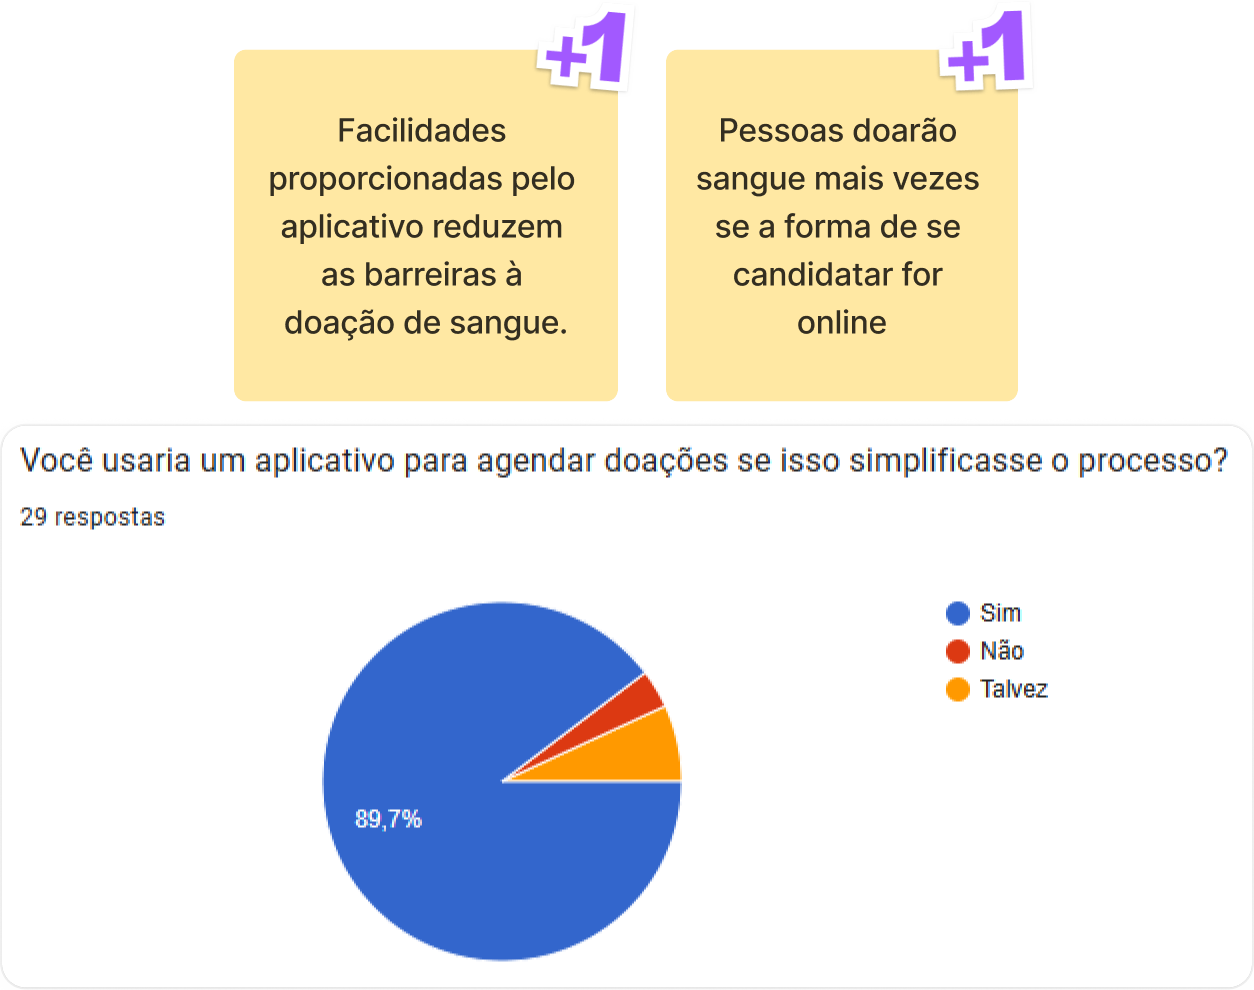 +1
Facilidades
proporcionadas pelo
aplicativo reduzem
as barreiras à
doação de sangue.
+1
Pessoas doarão
sangue mais vezes
se a forma de se
candidatar for
online
Você usaria um aplicativo para agendar doações se isso simplificasse o processo?
29 respostas
Sim
Não
Talvez
89,7%